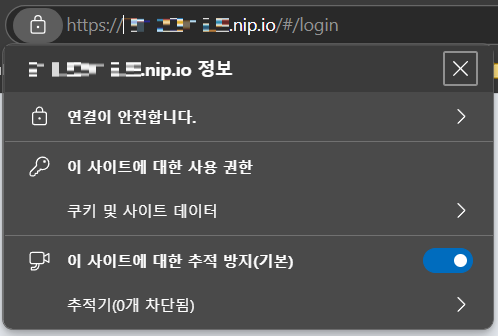 https://.nip.io/#/login
.nip.io 정보
연결이 안전합니다.
이 사이트에 대한 사용 권한
쿠키 및 사이트 데이터
이 사이트에 대한 추적 방지(기본)
추적기(0개 차단됨)